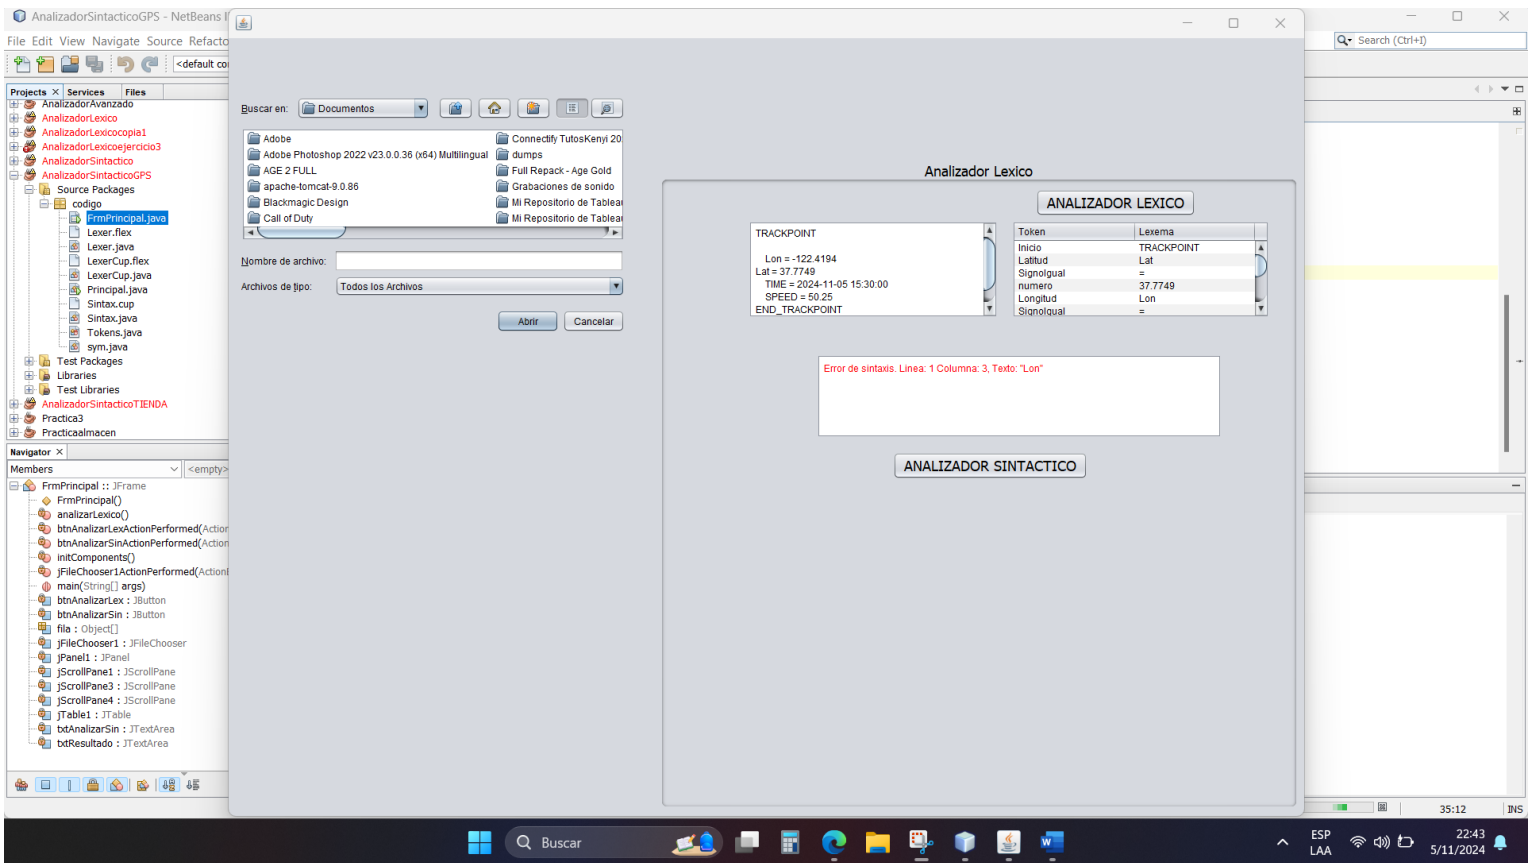 AnalizadorSintacticoGPS - NetBeans I
File Edit View Navigate Source Refacto
Search (Ctrl+I)
<default co
Projects × Services Files
AnalizadorAvanzado
AnalizadorLexico
AnalizadorLexicocopia1
AnalizadorLexicoejercicio3
AnalizadorSintactico
AnalizadorSintacticoGPS
Source Packages
codigo
FrmPrincipal.java
Lexer.flex
Lexer.java
LexerCup.flex
LexerCup.java
Principal.java
Sintax.cup
Sintax.java
Tokens.java
sym.java
Test Packages
Libraries
Test Libraries
AnalizadorSintacticoTIENDA
Practica3
Practicaalmacen
Navigator ×
Members <empty>
FrmPrincipal :: JFrame
FrmPrincipal()
analizarLexico()
btnAnalizarLexActionPerformed(Action
btnAnalizarSinActionPerformed(Action
initComponents()
jFileChooser1ActionPerformed(ActionE
main(String[] args)
btnAnalizarLex : JButton
btnAnalizarSin : JButton
fila : Object[]
jFileChooser1 : JFileChooser
jPanel1 : JPanel
jScrollPane1 : JScrollPane
jScrollPane3 : JScrollPane
jScrollPane4 : JScrollPane
jTable1 : JTable
txtAnalizarSin : JTextArea
txtResultado : JTextArea
Buscar en: Documentos
Adobe
Adobe Photoshop 2022 v23.0.0.36 (x64) Multilingual
AGE 2 FULL
apache-tomcat-9.0.86
Blackmagic Design
Call of Duty
Connectify TutosKenyi 20
dumps
Full Repack - Age Gold
Grabaciones de sonido
Mi Repositorio de Tableau
Mi Repositorio de Tableau
Nombre de archivo:
Archivos de tipo: Todos los Archivos
Abrir Cancelar
Analizador Lexico
ANALIZADOR LEXICO
TRACKPOINT
Lon = -122.4194
Lat = 37.7749
TIME = 2024-11-05 15:30:00
SPEED = 50.25
END_TRACKPOINT
Token Lexema
Inicio TRACKPOINT
Latitud Lat
SignoIgual =
numero 37.7749
Longitud Lon
SignoIgual =
Error de sintaxis. Linea: 1 Columna: 3, Texto: "Lon"
ANALIZADOR SINTACTICO
35:12 INS
Buscar
ESP
LAA
22:43
5/11/2024